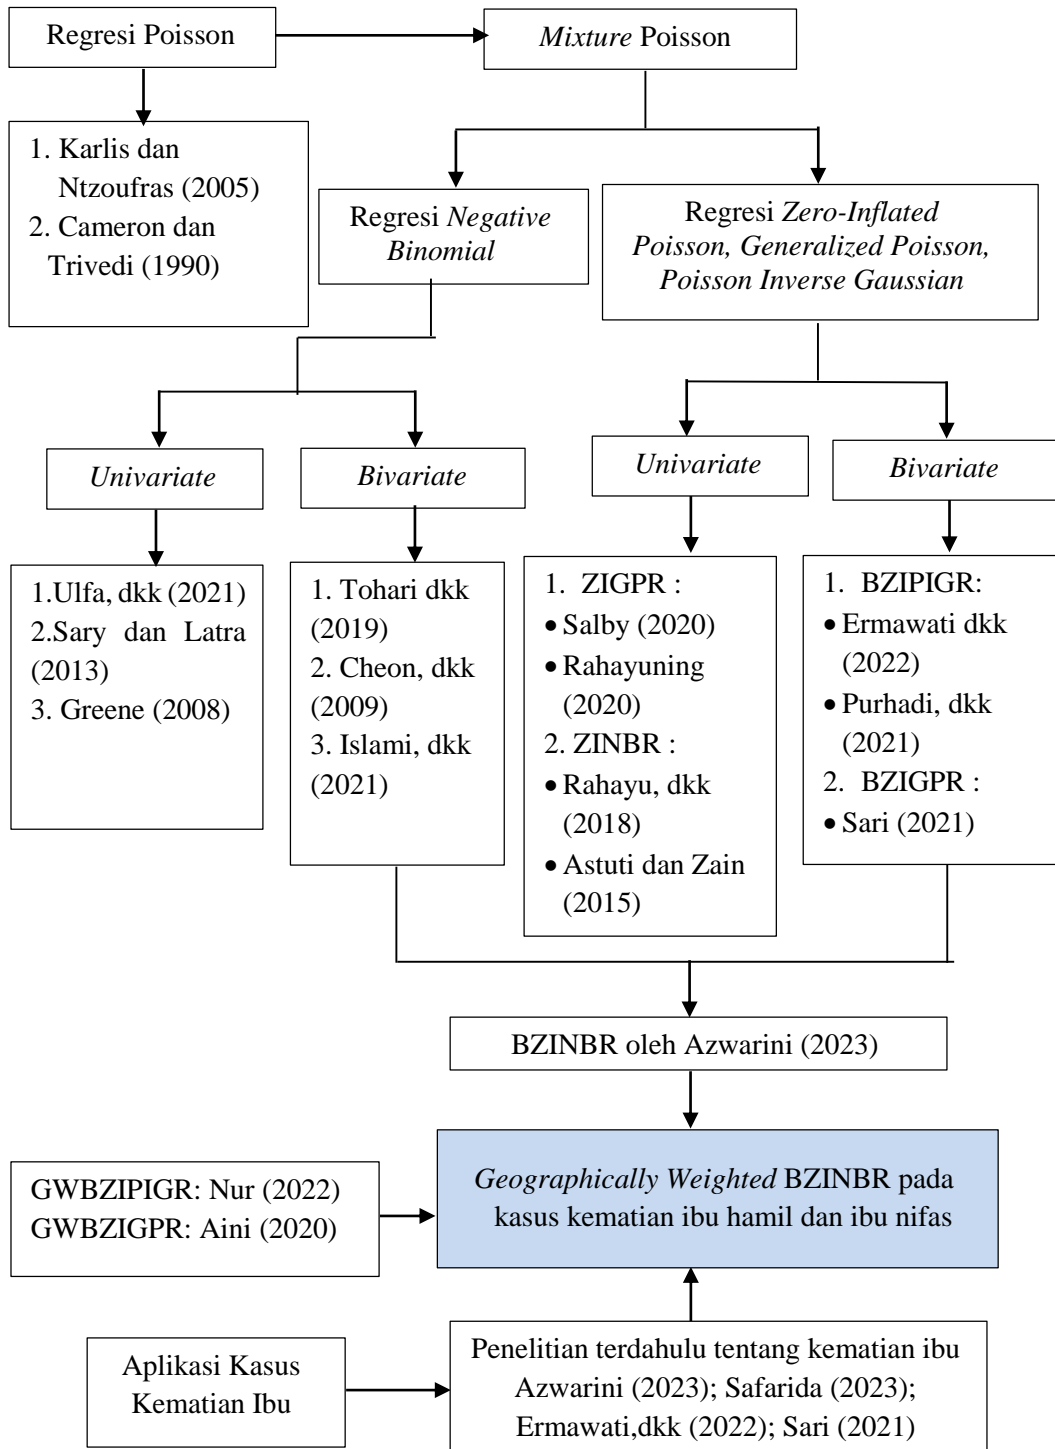 Regresi Poisson
Mixture Poisson
1. Karlis dan
Ntzoufras (2005)
2. Cameron dan
Trivedi (1990)
Regresi Negative
Binomial
Regresi Zero-Inflated
Poisson, Generalized Poisson,
Poisson Inverse Gaussian
Univariate
Bivariate
Univariate
Bivariate
1.Ulfa, dkk (2021)
2.Sary dan Latra
(2013)
3. Greene (2008)
1. Tohari dkk
(2019)
2. Cheon, dkk
(2009)
3. Islami, dkk
(2021)
1. ZIGPR :
• Salby (2020)
• Rahayuning
(2020)
2. ZINBR :
• Rahayu, dkk
(2018)
• Astuti dan Zain
(2015)
1. BZIPIGR:
• Ermawati dkk
(2022)
• Purhadi, dkk
(2021)
2. BZIGPR :
• Sari (2021)
BZINBR oleh Azwarini (2023)
GWBZIPIGR: Nur (2022)
GWBZIGPR: Aini (2020)
Geographically Weighted BZINBR pada
kasus kematian ibu hamil dan ibu nifas
Aplikasi Kasus
Kematian Ibu
Penelitian terdahulu tentang kematian ibu
Azwarini (2023); Safarida (2023);
Ermawati,dkk (2022); Sari (2021)